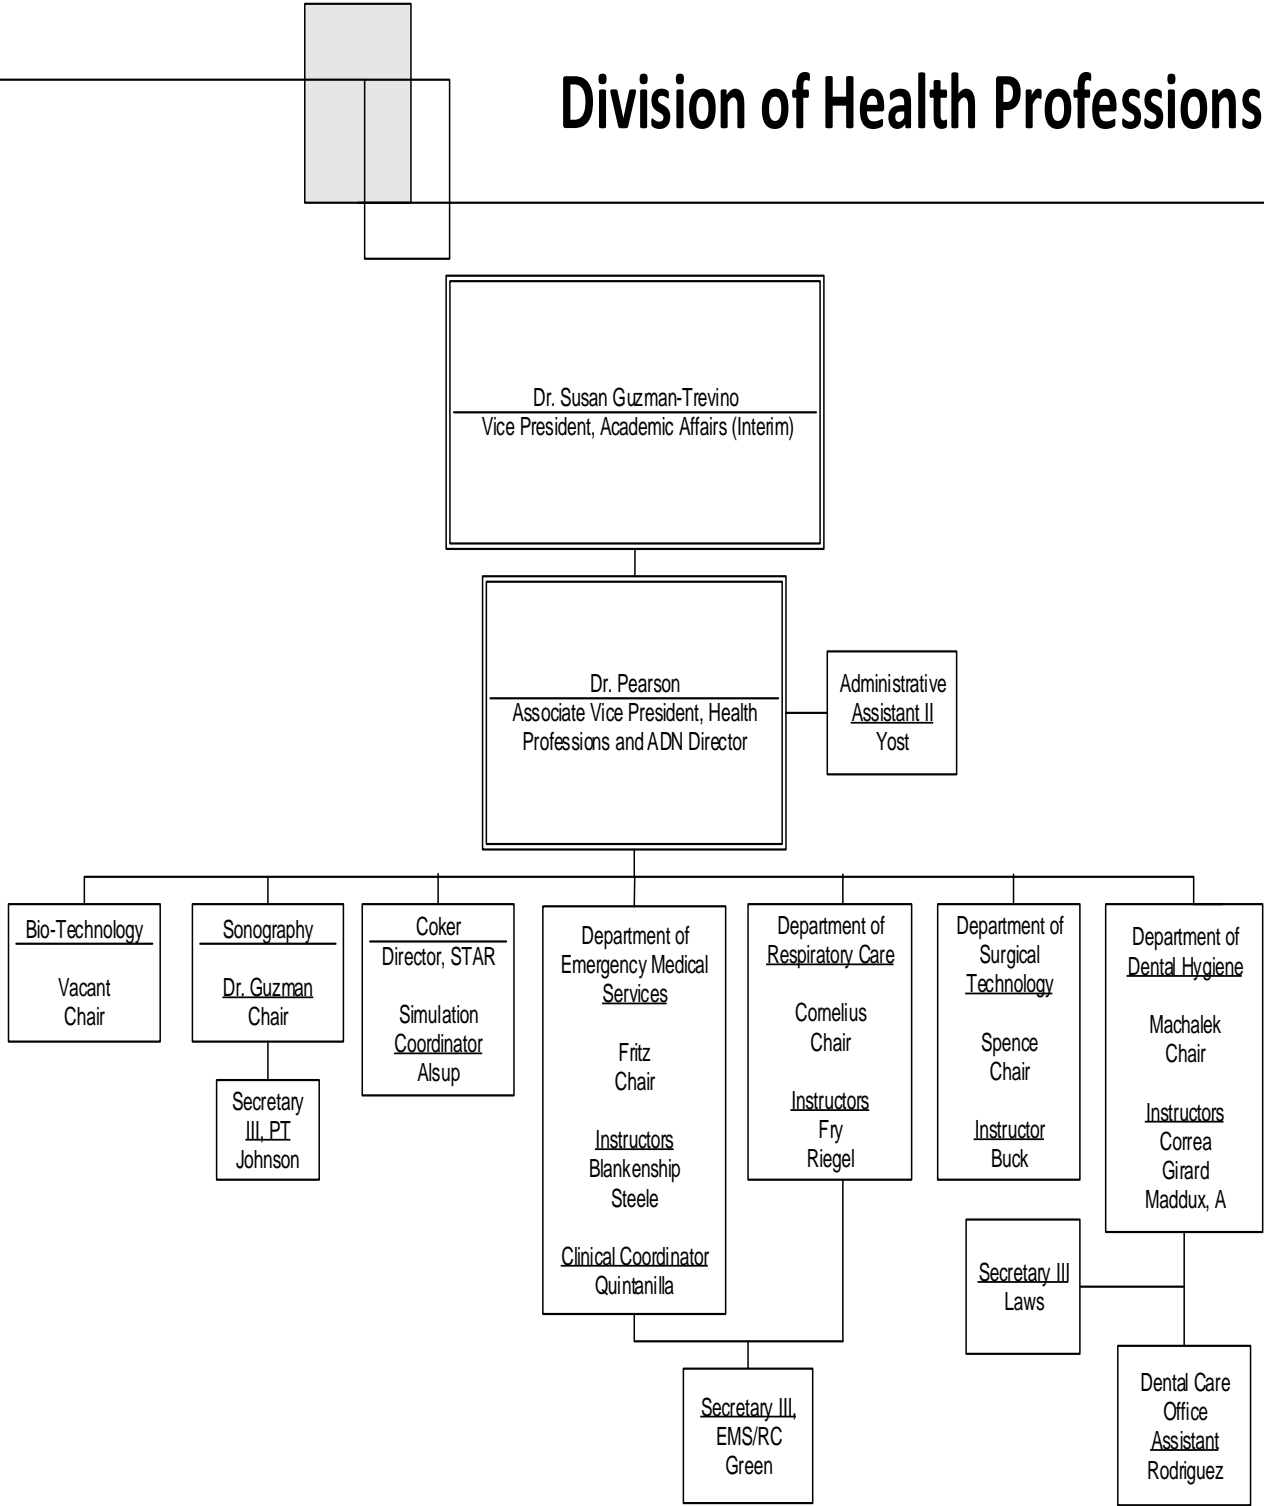 Division of Health Professions
Dr. Susan Guzman-Trevino
Vice President, Academic Affairs (Interim)
Dr. Pearson
Associate Vice President, Health
Professions and ADN Director
Administrative
Assistant II
Yost
Bio-Technology
Vacant
Chair
Sonography
Dr. Guzman
Chair
Secretary
III, PT
Johnson
Coker
Director, STAR
Simulation
Coordinator
Alsup
Department of
Emergency Medical
Services
Fritz
Chair
Instructors
Blankenship
Steele
Clinical Coordinator
Quintanilla
Department of
Respiratory Care
Cornelius
Chair
Instructors
Fry
Riegel
Secretary III,
EMS/RC
Green
Department of
Surgical
Technology
Spence
Chair
Instructor
Buck
Department of
Dental Hygiene
Machalek
Chair
Instructors
Correa
Girard
Maddux, A
Secretary III
Laws
Dental Care
Office
Assistant
Rodriguez